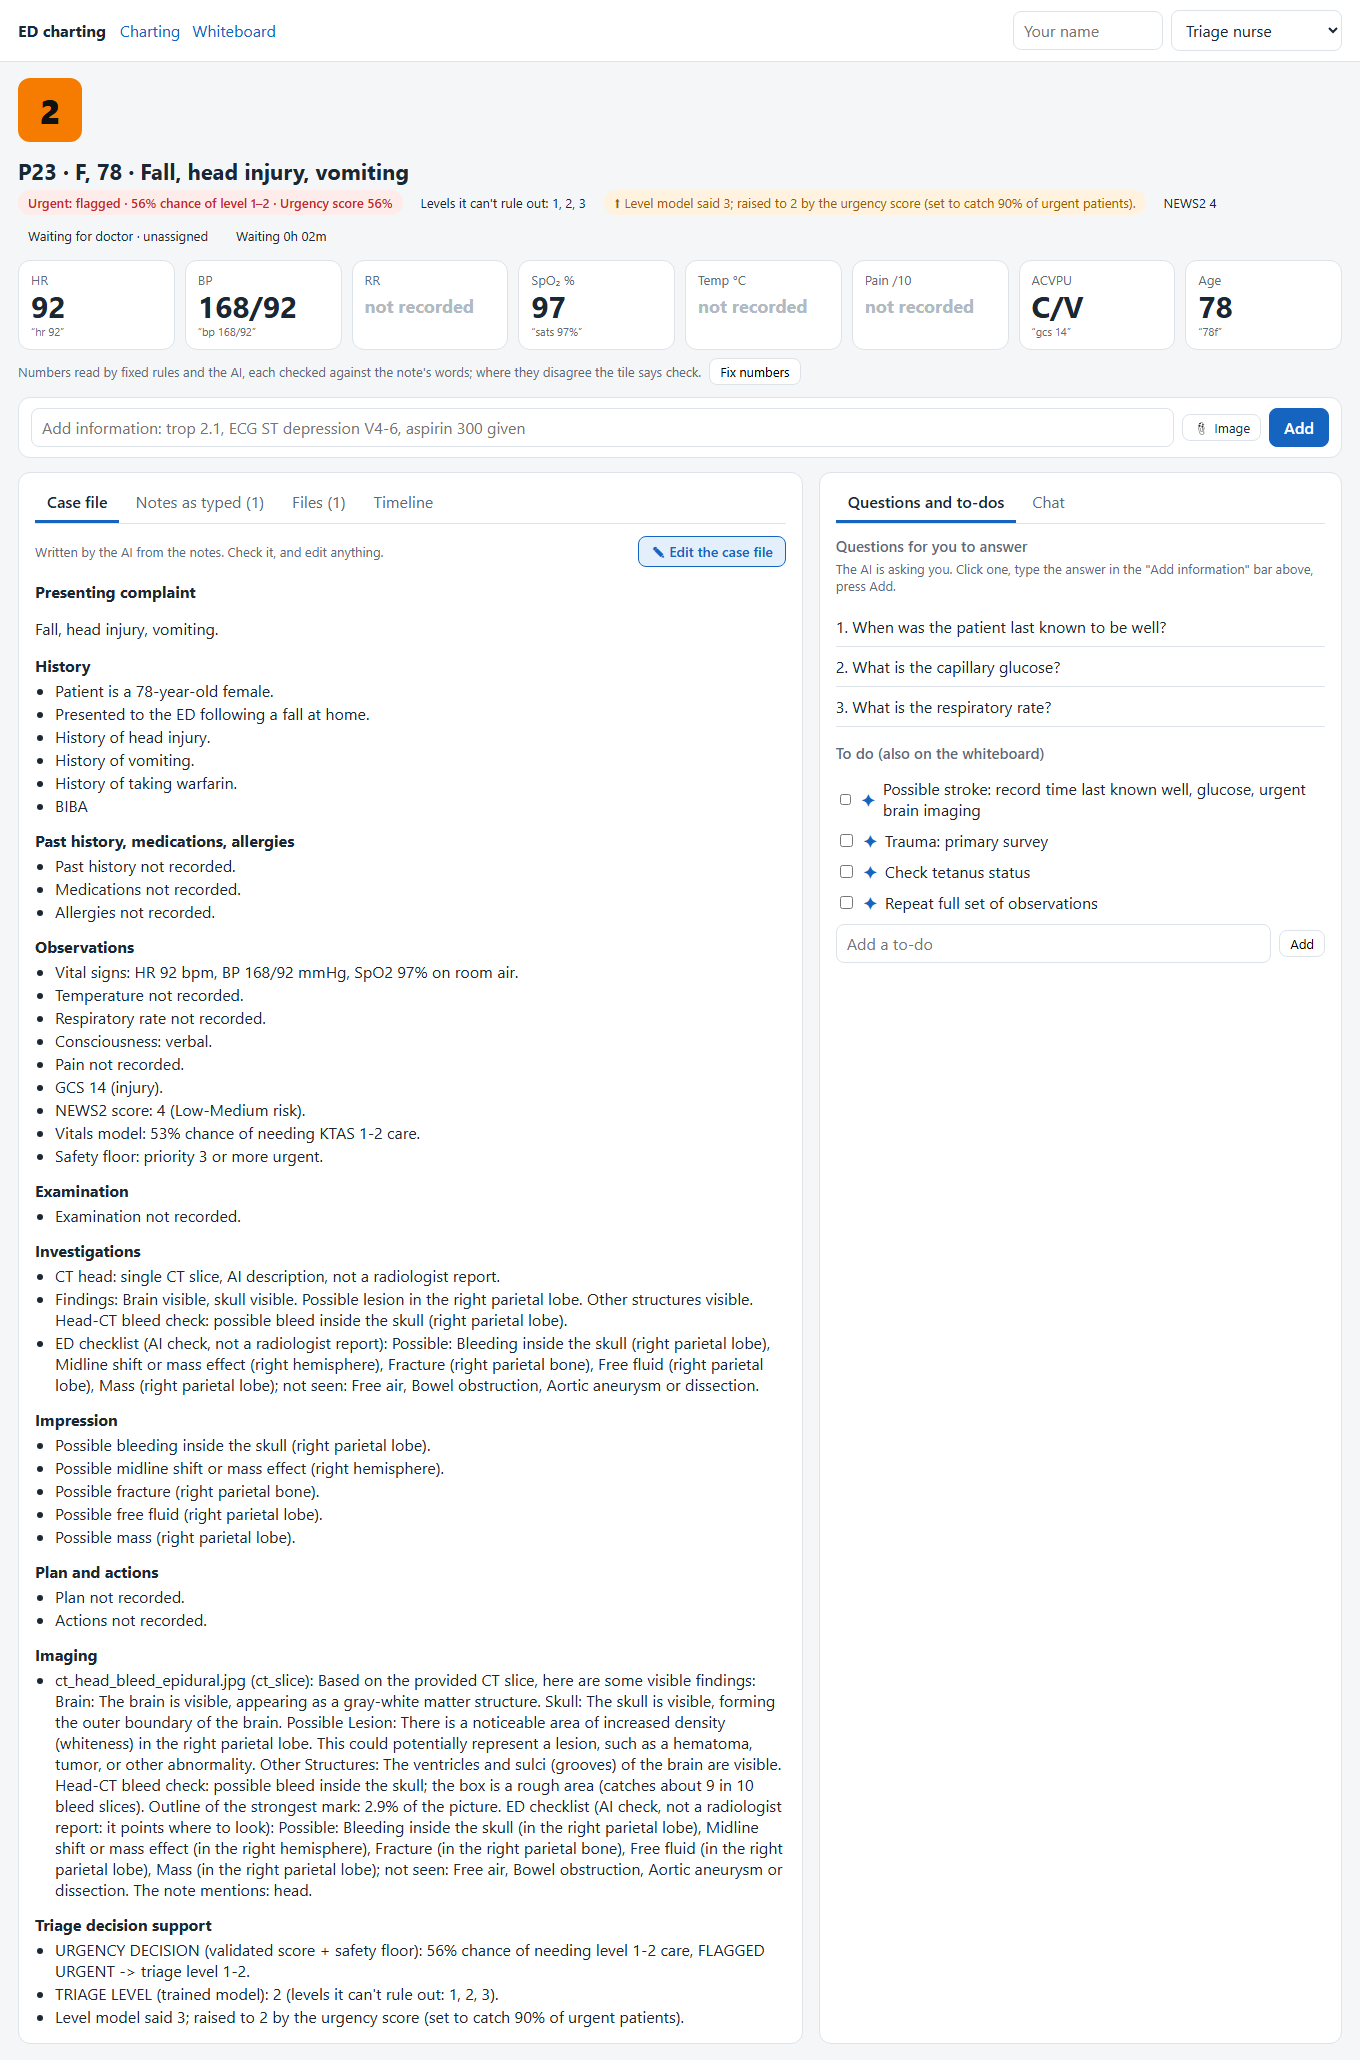 ED charting Charting Whiteboard Your name Triage nurse
2
P23 · F, 78 · Fall, head injury, vomiting
Urgent: flagged · 56% chance of level 1–2 · Urgency score 56% Levels it can't rule out: 1, 2, 3 ⬆ Level model said 3; raised to 2 by the urgency score (set to catch 90% of urgent patients). NEWS2 4
Waiting for doctor · unassigned Waiting 0h 02m
HR BP RR SpO₂ % Temp °C Pain /10 ACVPU Age
92 168/92 not recorded 97 not recorded not recorded C/V 78
“hr 92” “bp 168/92” “sats 97%” “gcs 14” “78f”
Numbers read by fixed rules and the AI, each checked against the note's words; where they disagree the tile says check. Fix numbers
Add information: trop 2.1, ECG ST depression V4-6, aspirin 300 given Image Add
Case file Notes as typed (1) Files (1) Timeline
Written by the AI from the notes. Check it, and edit anything. Edit the case file
Presenting complaint
Fall, head injury, vomiting.
History
• Patient is a 78-year-old female.
• Presented to the ED following a fall at home.
• History of head injury.
• History of vomiting.
• History of taking warfarin.
• BIBA
Past history, medications, allergies
• Past history not recorded.
• Medications not recorded.
• Allergies not recorded.
Observations
• Vital signs: HR 92 bpm, BP 168/92 mmHg, SpO2 97% on room air.
• Temperature not recorded.
• Respiratory rate not recorded.
• Consciousness: verbal.
• Pain not recorded.
• GCS 14 (injury).
• NEWS2 score: 4 (Low-Medium risk).
• Vitals model: 53% chance of needing KTAS 1-2 care.
• Safety floor: priority 3 or more urgent.
Examination
• Examination not recorded.
Investigations
• CT head: single CT slice, AI description, not a radiologist report.
• Findings: Brain visible, skull visible. Possible lesion in the right parietal lobe. Other structures visible.
Head-CT bleed check: possible bleed inside the skull (right parietal lobe).
• ED checklist (AI check, not a radiologist report): Possible: Bleeding inside the skull (right parietal lobe),
Midline shift or mass effect (right hemisphere), Fracture (right parietal bone), Free fluid (right parietal
lobe), Mass (right parietal lobe); not seen: Free air, Bowel obstruction, Aortic aneurysm or dissection.
Impression
• Possible bleeding inside the skull (right parietal lobe).
• Possible midline shift or mass effect (right hemisphere).
• Possible fracture (right parietal bone).
• Possible free fluid (right parietal lobe).
• Possible mass (right parietal lobe).
Plan and actions
• Plan not recorded.
• Actions not recorded.
Imaging
• ct_head_bleed_epidural.jpg (ct_slice): Based on the provided CT slice, here are some visible findings:
Brain: The brain is visible, appearing as a gray-white matter structure. Skull: The skull is visible, forming
the outer boundary of the brain. Possible Lesion: There is a noticeable area of increased density
(whiteness) in the right parietal lobe. This could potentially represent a lesion, such as a hematoma,
tumor, or other abnormality. Other Structures: The ventricles and sulci (grooves) of the brain are visible.
Head-CT bleed check: possible bleed inside the skull; the box is a rough area (catches about 9 in 10
bleed slices). Outline of the strongest mark: 2.9% of the picture. ED checklist (AI check, not a radiologist
report: it points where to look): Possible: Bleeding inside the skull (in the right parietal lobe), Midline
shift or mass effect (in the right hemisphere), Fracture (in the right parietal bone), Free fluid (in the right
parietal lobe), Mass (in the right parietal lobe); not seen: Free air, Bowel obstruction, Aortic aneurysm or
dissection. The note mentions: head.
Triage decision support
• URGENCY DECISION (validated score + safety floor): 56% chance of needing level 1-2 care, FLAGGED
URGENT -> triage level 1-2.
• TRIAGE LEVEL (trained model): 2 (levels it can't rule out: 1, 2, 3).
• Level model said 3; raised to 2 by the urgency score (set to catch 90% of urgent patients).
Questions and to-dos Chat
Questions for you to answer
The AI is asking you. Click one, type the answer in the "Add information" bar above,
press Add.
1. When was the patient last known to be well?
2. What is the capillary glucose?
3. What is the respiratory rate?
To do (also on the whiteboard)
Possible stroke: record time last known well, glucose, urgent
brain imaging
Trauma: primary survey
Check tetanus status
Repeat full set of observations
Add a to-do Add